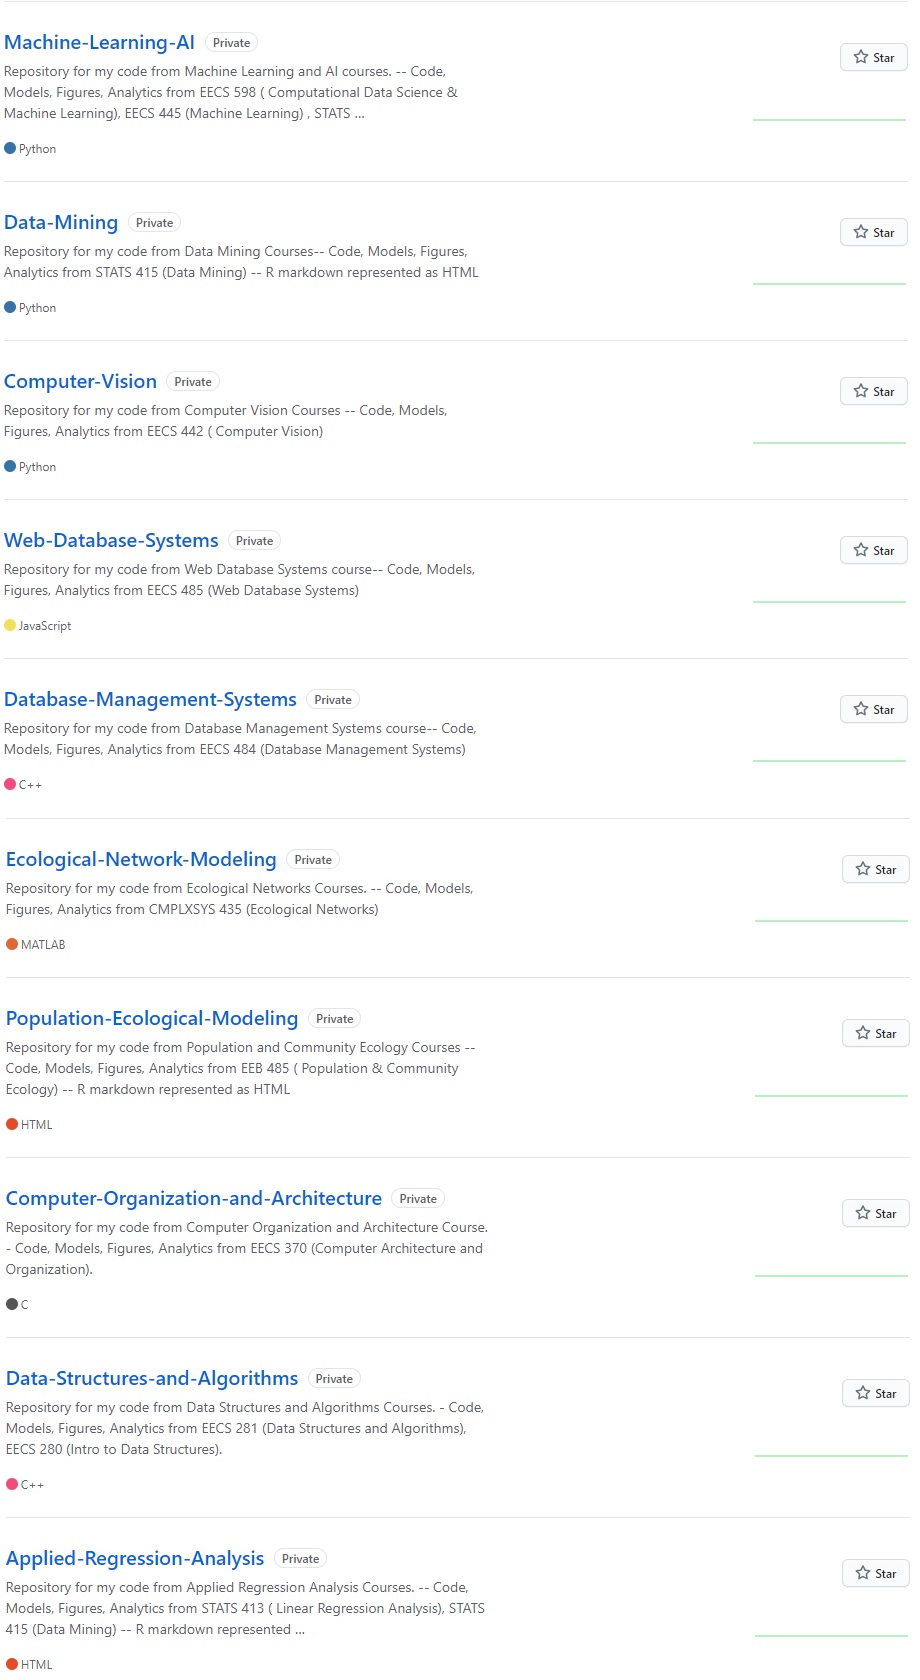 Machine-Learning-AI Private
Star
Repository for my code from Machine Learning and AI courses. -- Code,
Models, Figures, Analytics from EECS 598 ( Computational Data Science &
Machine Learning), EECS 445 (Machine Learning) , STATS ...
Python
Data-Mining Private
Star
Repository for my code from Data Mining Courses-- Code, Models, Figures,
Analytics from STATS 415 (Data Mining) -- R markdown represented as HTML
Python
Computer-Vision Private
Star
Repository for my code from Computer Vision Courses -- Code, Models,
Figures, Analytics from EECS 442 ( Computer Vision)
Python
Web-Database-Systems Private
Star
Repository for my code from Web Database Systems course-- Code, Models,
Figures, Analytics from EECS 485 (Web Database Systems)
JavaScript
Database-Management-Systems Private
Star
Repository for my code from Database Management Systems course-- Code,
Models, Figures, Analytics from EECS 484 (Database Management Systems)
C++
Ecological-Network-Modeling Private
Star
Repository for my code from Ecological Networks Courses. -- Code, Models,
Figures, Analytics from CMPLXSYS 435 (Ecological Networks)
MATLAB
Population-Ecological-Modeling Private
Star
Repository for my code from Population and Community Ecology Courses --
Code, Models, Figures, Analytics from EEB 485 ( Population & Community
Ecology) -- R markdown represented as HTML
HTML
Computer-Organization-and-Architecture Private
Star
Repository for my code from Computer Organization and Architecture Course.
- Code, Models, Figures, Analytics from EECS 370 (Computer Architecture and
Organization).
C
Data-Structures-and-Algorithms Private
Star
Repository for my code from Data Structures and Algorithms Courses. - Code,
Models, Figures, Analytics from EECS 281 (Data Structures and Algorithms),
EECS 280 (Intro to Data Structures).
C++
Applied-Regression-Analysis Private
Star
Repository for my code from Applied Regression Analysis Courses. -- Code,
Models, Figures, Analytics from STATS 413 ( Linear Regression Analysis), STATS
415 (Data Mining) -- R markdown represented ...
HTML